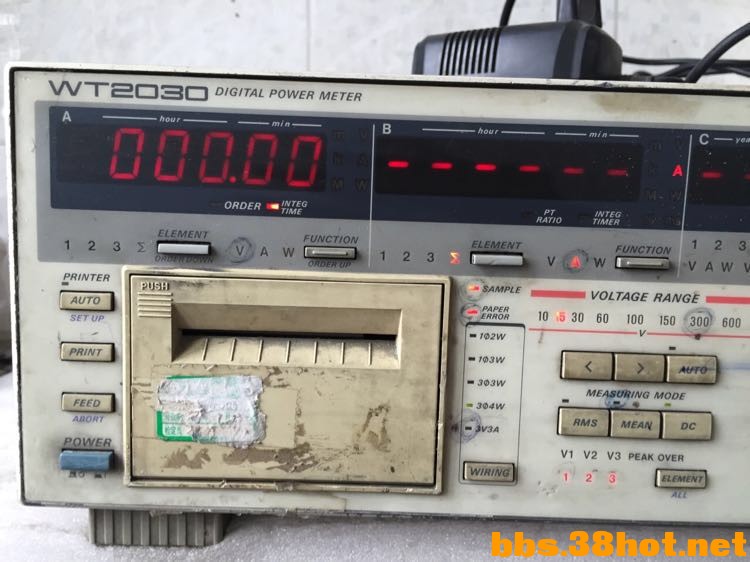 WT2030 DIGITAL POWER METER
A hour min
000.00
m V
k A
M W
ORDER INTEG TIME
B hour min
------
A
PT RATIO INTEG TIMER
C
1 2 3 Σ ELEMENT V A W FUNCTION
ORDER DOWN ORDER UP
1 2 3 Σ ELEMENT V A W FUNCTION
1 2 3
V A W V A W
PRINTER
AUTO
SET UP
PRINT
FEED
ABORT
POWER
PUSH
SAMPLE
PAPER ERROR
1Φ2W
1Φ3W
3Φ3W
3Φ4W
3V3A
WIRING
VOLTAGE RANGE
10 15 30 60 100 150 300 600
V
< > AUTO
MEASURING MODE
RMS MEAN DC
V1 V2 V3 PEAK OVER
1 2 3 ELEMENT
ALL
bbs.38hot.net